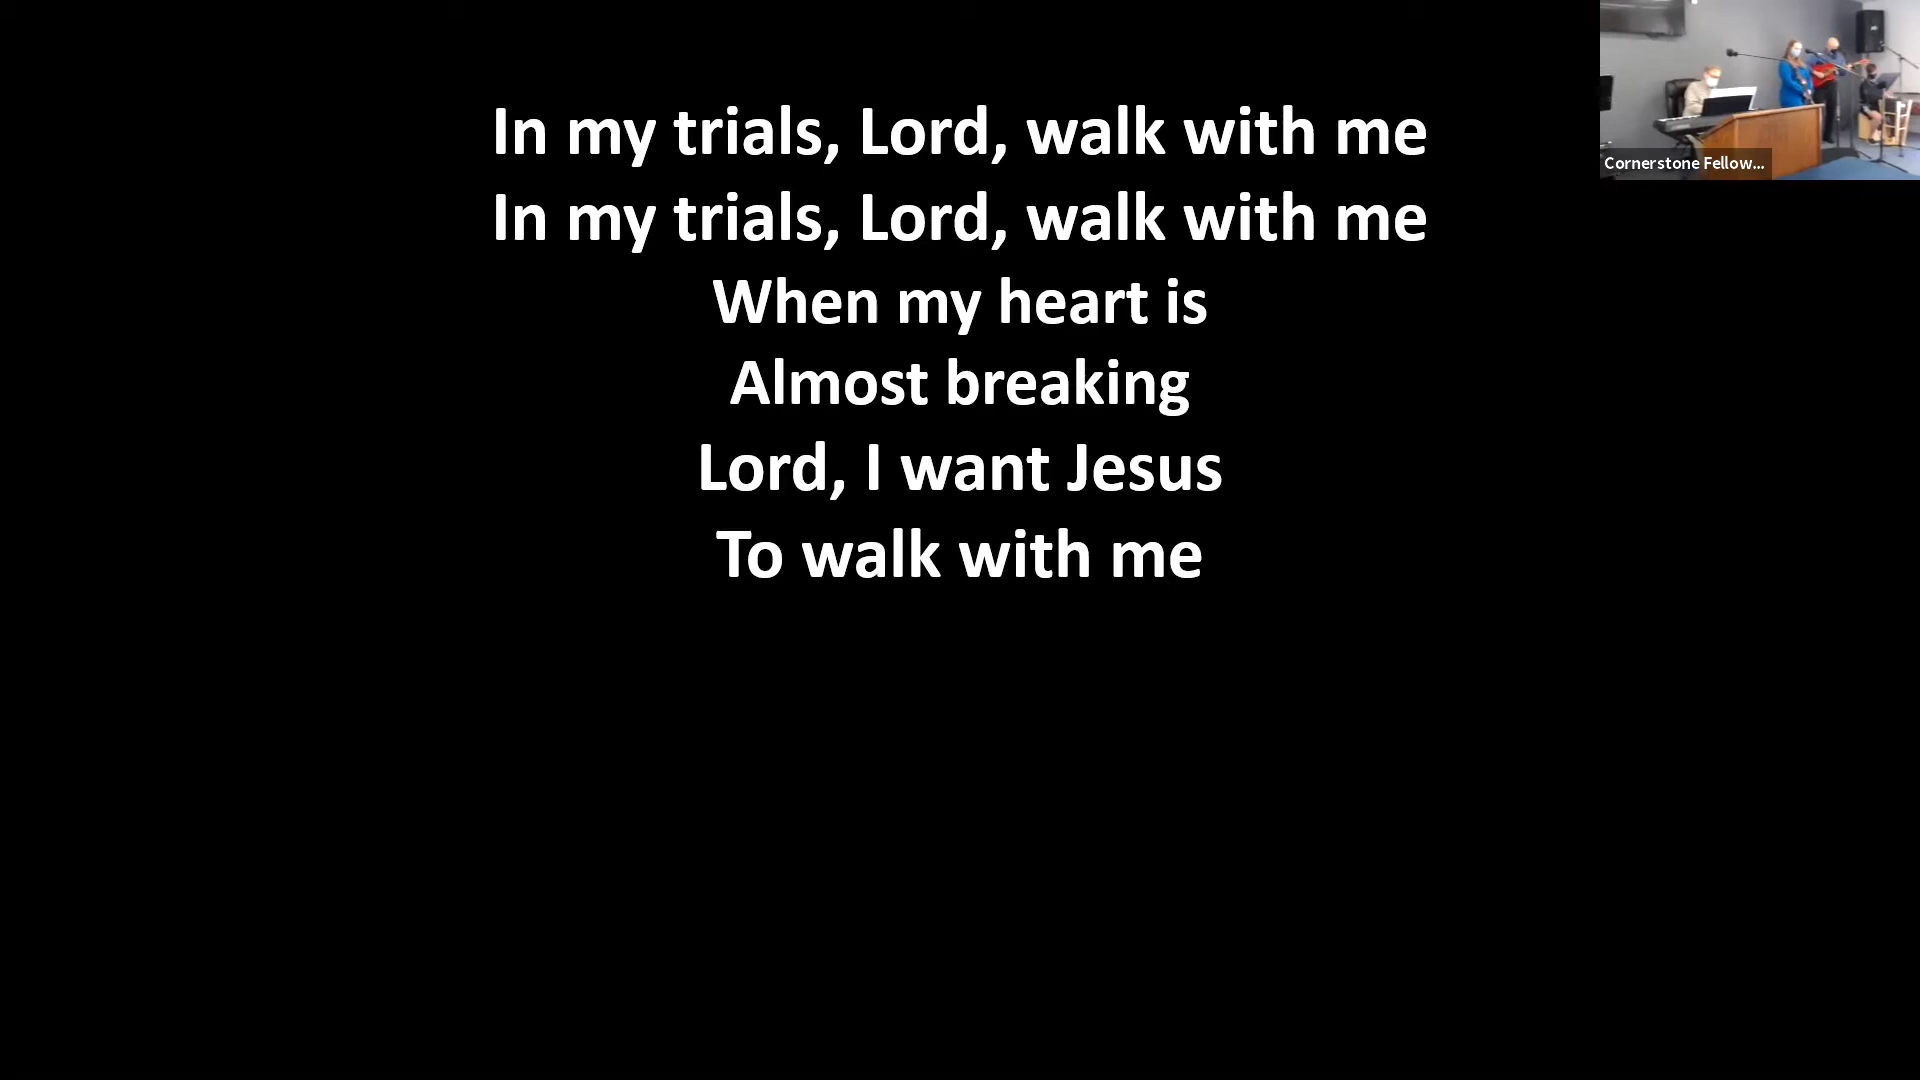 In my trials, Lord, walk with me
In my trials, Lord, walk with me
When my heart is
Almost breaking
Lord, I want Jesus
To walk with me
Cornerstone Fellow...